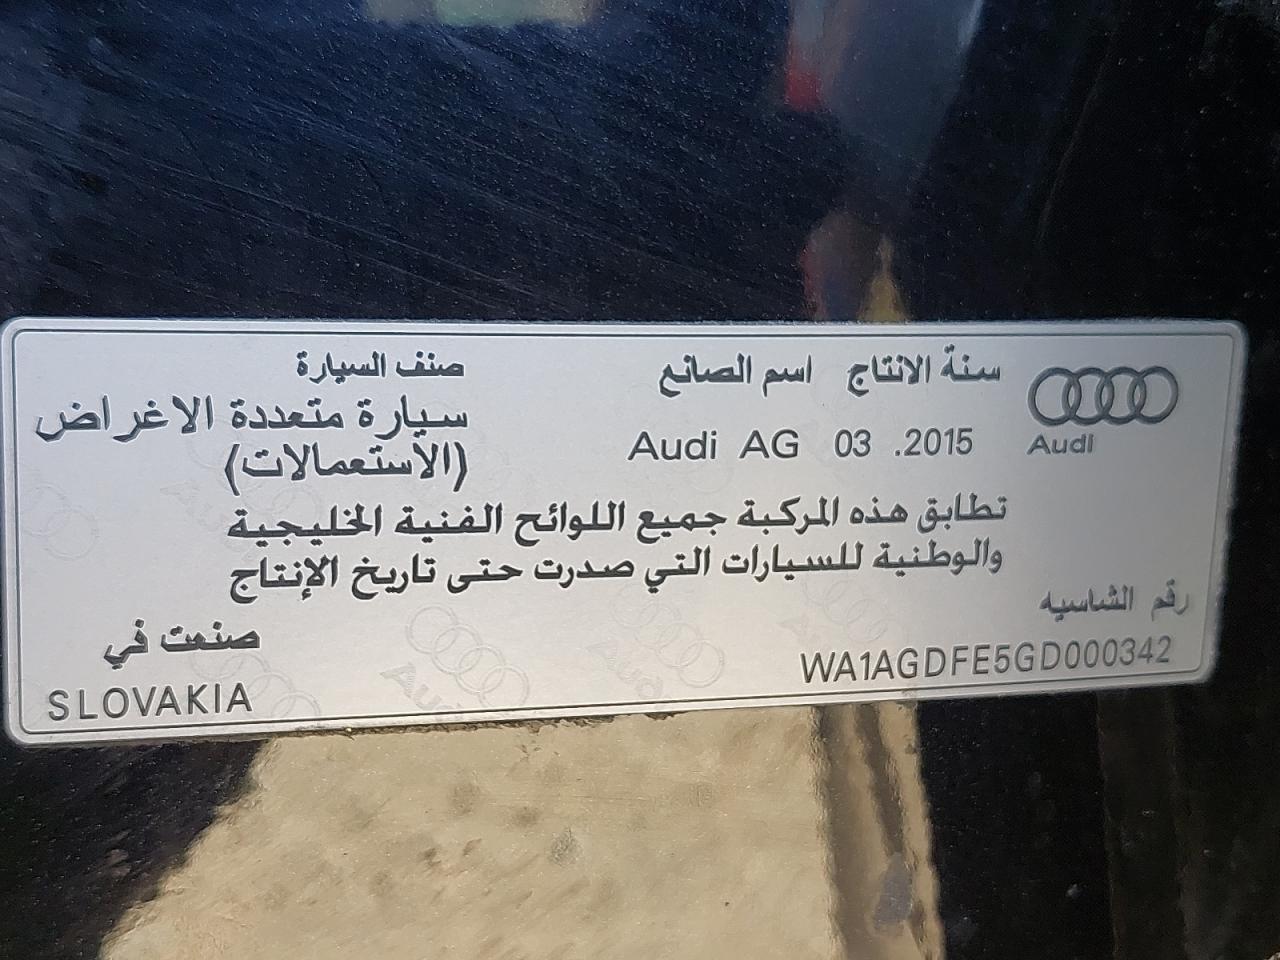 سنة الانتاج اسم الصانع صنف السيارة
Audi AG 03 .2015 سيارة متعددة الاغراض
(الاستعمالات)
Audi
تطابق هذه المركبة جميع اللوائح الفنية الخليجية
والوطنية للسيارات التي صدرت حتى تاريخ الإنتاج
رقم الشاسيه
WA1AGDFE5GD000342
صنعت في
SLOVAKIA